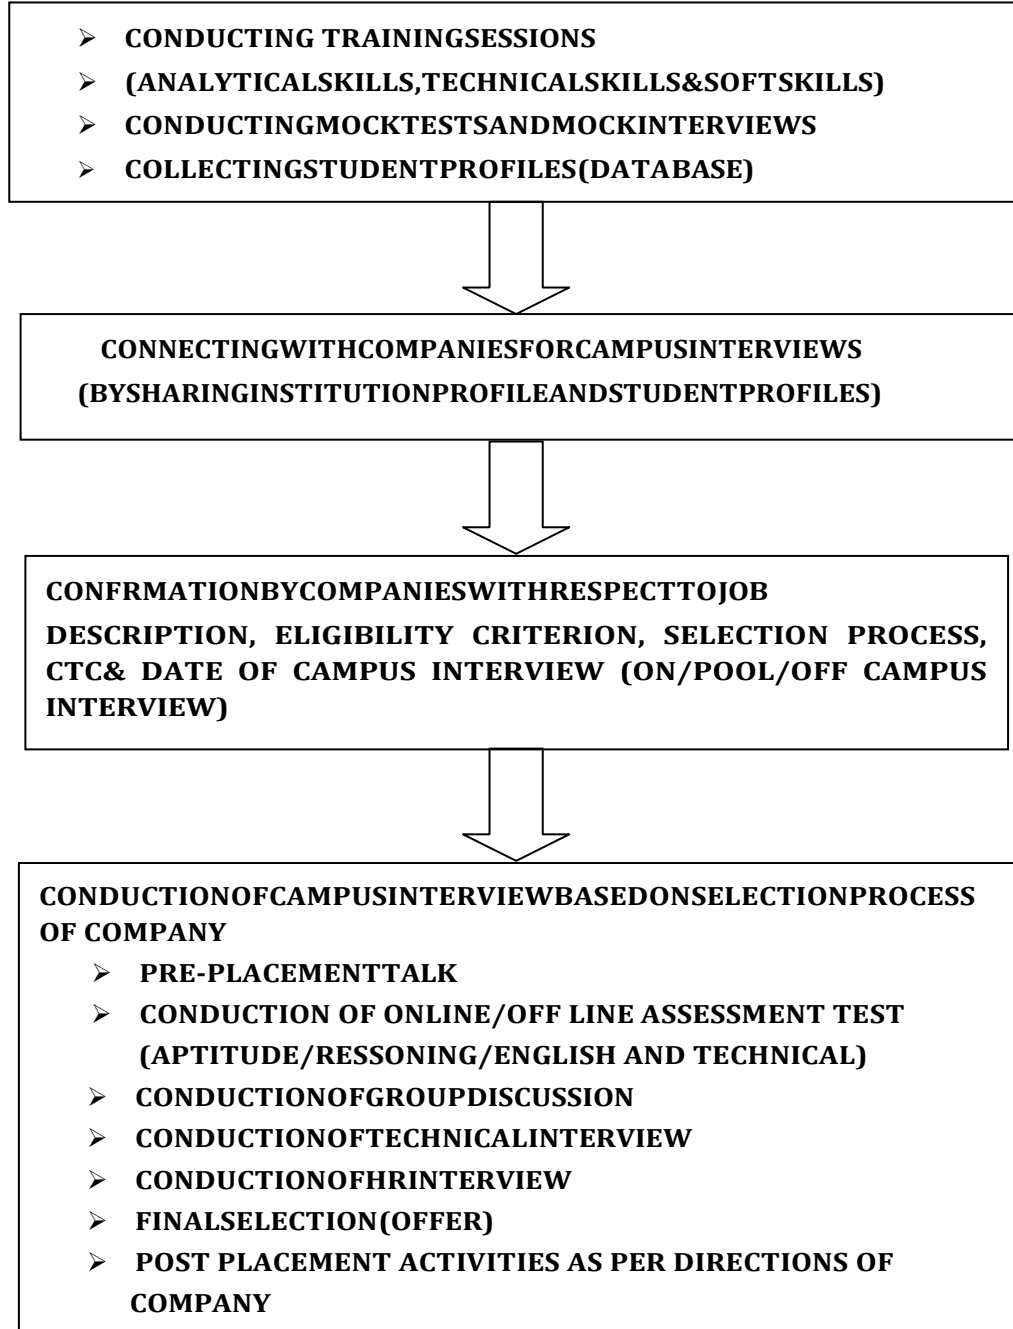 ➢ CONDUCTING TRAININGSESSIONS
➢ (ANALYTICALSKILLS,TECHNICALSKILLS&SOFTSKILLS)
➢ CONDUCTINGMOCKTESTSANDMOCKINTERVIEWS
➢ COLLECTINGSTUDENTPROFILES(DATABASE)
CONNECTINGWITHCOMPANIESFORCAMPUSINTERVIEWS
(BYSHARINGINSTITUTIONPROFILEANDSTUDENTPROFILES)
CONFRMATIONBYCOMPANIESWITHRESPECTTOJOB
DESCRIPTION, ELIGIBILITY CRITERION, SELECTION PROCESS,
CTC& DATE OF CAMPUS INTERVIEW (ON/POOL/OFF CAMPUS
INTERVIEW)
CONDUCTIONOFCAMPUSINTERVIEWBASEDONSELECTIONPROCESS
OF COMPANY
➢ PRE-PLACEMENTTALK
➢ CONDUCTION OF ONLINE/OFF LINE ASSESSMENT TEST
(APTITUDE/RESSONING/ENGLISH AND TECHNICAL)
➢ CONDUCTIONOFGROUPDISCUSSION
➢ CONDUCTIONOFTECHNICALINTERVIEW
➢ CONDUCTIONOFHRINTERVIEW
➢ FINALSELECTION(OFFER)
➢ POST PLACEMENT ACTIVITIES AS PER DIRECTIONS OF
COMPANY